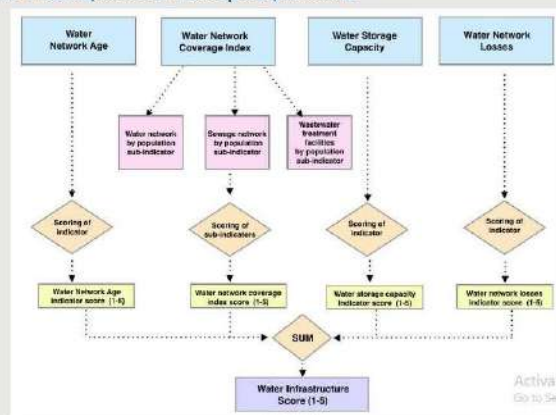 Water
Network Age
Water Network
Coverage Index
Water Storage
Capacity
Water Network
Losses
Water network
by population
sub-indicator
Sewage network
by population
sub-indicator
Wastewater
treatment
facilities
by population
sub-indicator
Scoring of
indicator
Scoring of
sub-indicators
Scoring of
indicator
Scoring of
indicator
Water Network Age
indicator score (1-5)
Water network coverage
index score (1-5)
Water storage capacity
indicator score (1-5)
Water network losses
indicator score (1-5)
SUM
Water Infrastructure
Score (1-5)
Activa
Go to Se